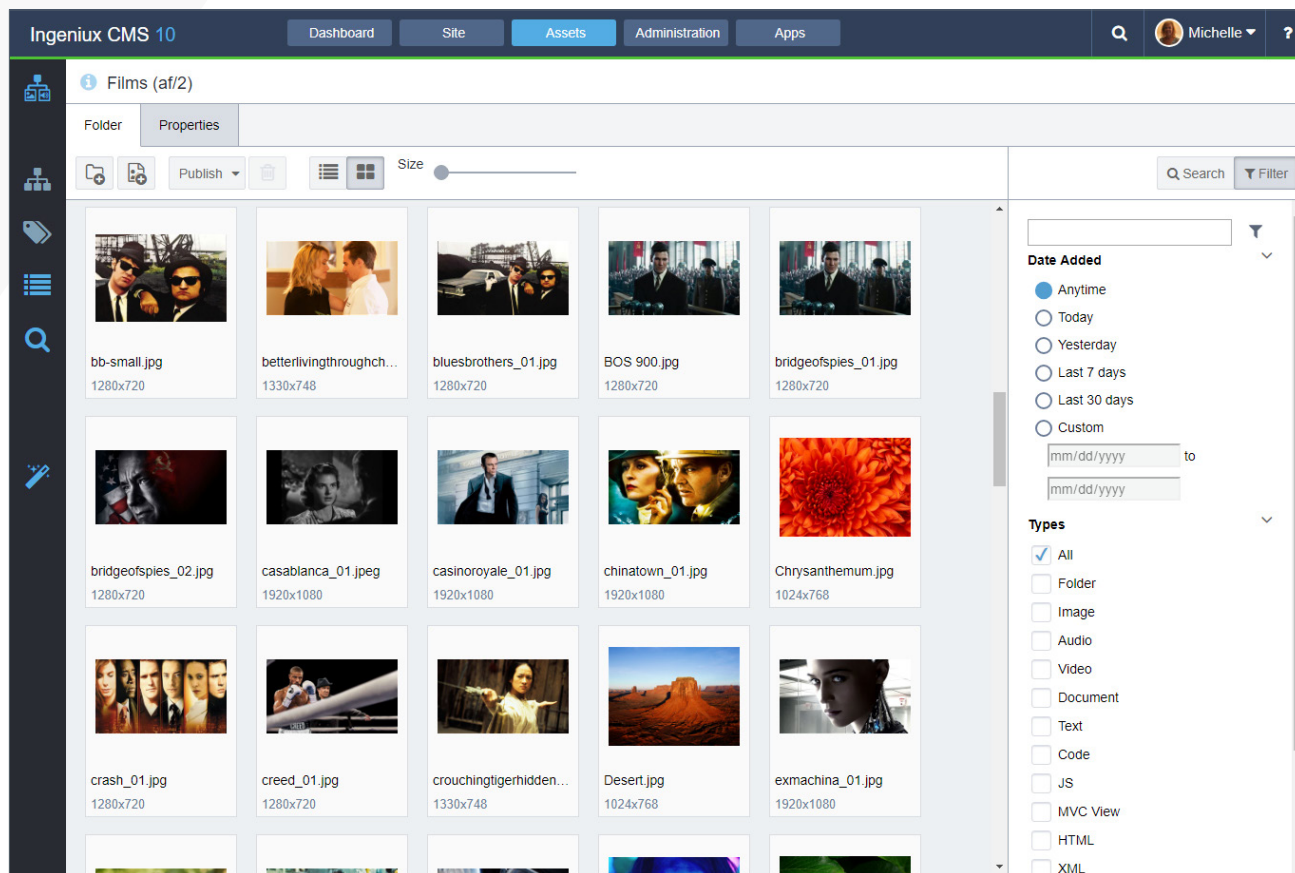 Ingeniux CMS 10
Dashboard
Site
Assets
Administration
Apps
Michelle
?
Films (af/2)
Folder
Properties
Publish
Size
Search
Filter
bb-small.jpg
1280x720
betterlivingthroughch...
1330x748
bluesbrothers_01.jpg
1280x720
BOS 900.jpg
1280x720
bridgeofspies_01.jpg
1280x720
bridgeofspies_02.jpg
1280x720
casablanca_01.jpeg
1920x1080
casinoroyale_01.jpg
1920x1080
chinatown_01.jpg
1920x1080
Chrysanthemum.jpg
1024x768
crash_01.jpg
1280x720
creed_01.jpg
1280x720
crouchingtigerhidden...
1330x748
Desert.jpg
1024x768
exmachina_01.jpg
1920x1080
Date Added
Anytime
Today
Yesterday
Last 7 days
Last 30 days
Custom
mm/dd/yyyy to
mm/dd/yyyy
Types
All
Folder
Image
Audio
Video
Document
Text
Code
JS
MVC View
HTML
XML